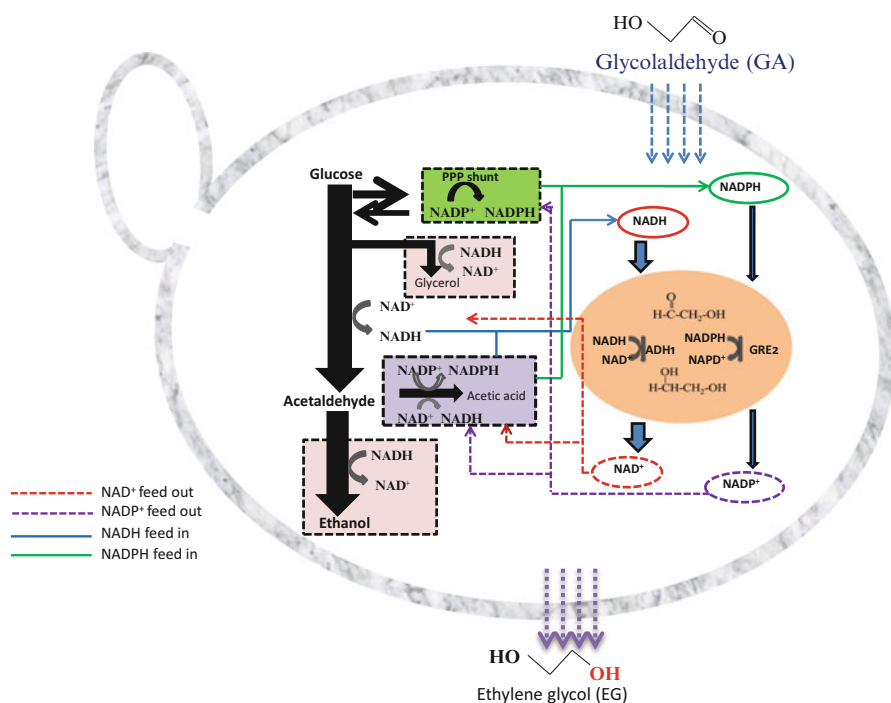 HO
O
Glycolaldehyde (GA)
Glucose
PPP shunt
NADP⁺ NADPH
NADPH
NADH
NADH
NAD⁺
Glycerol
NAD⁺
NADH
O
H-C-CH₂-OH
NADH
NAD⁺
ADH1
NADPH
NAPD⁺
GRE2
OH
H-CH-CH₂-OH
NADP⁺ NADPH
Acetic acid
NAD⁺ NADH
Acetaldehyde
NADH
NAD⁺
Ethanol
NAD⁺
NADP⁺
NAD⁺ feed out
NADP⁺ feed out
NADH feed in
NADPH feed in
HO
OH
Ethylene glycol (EG)